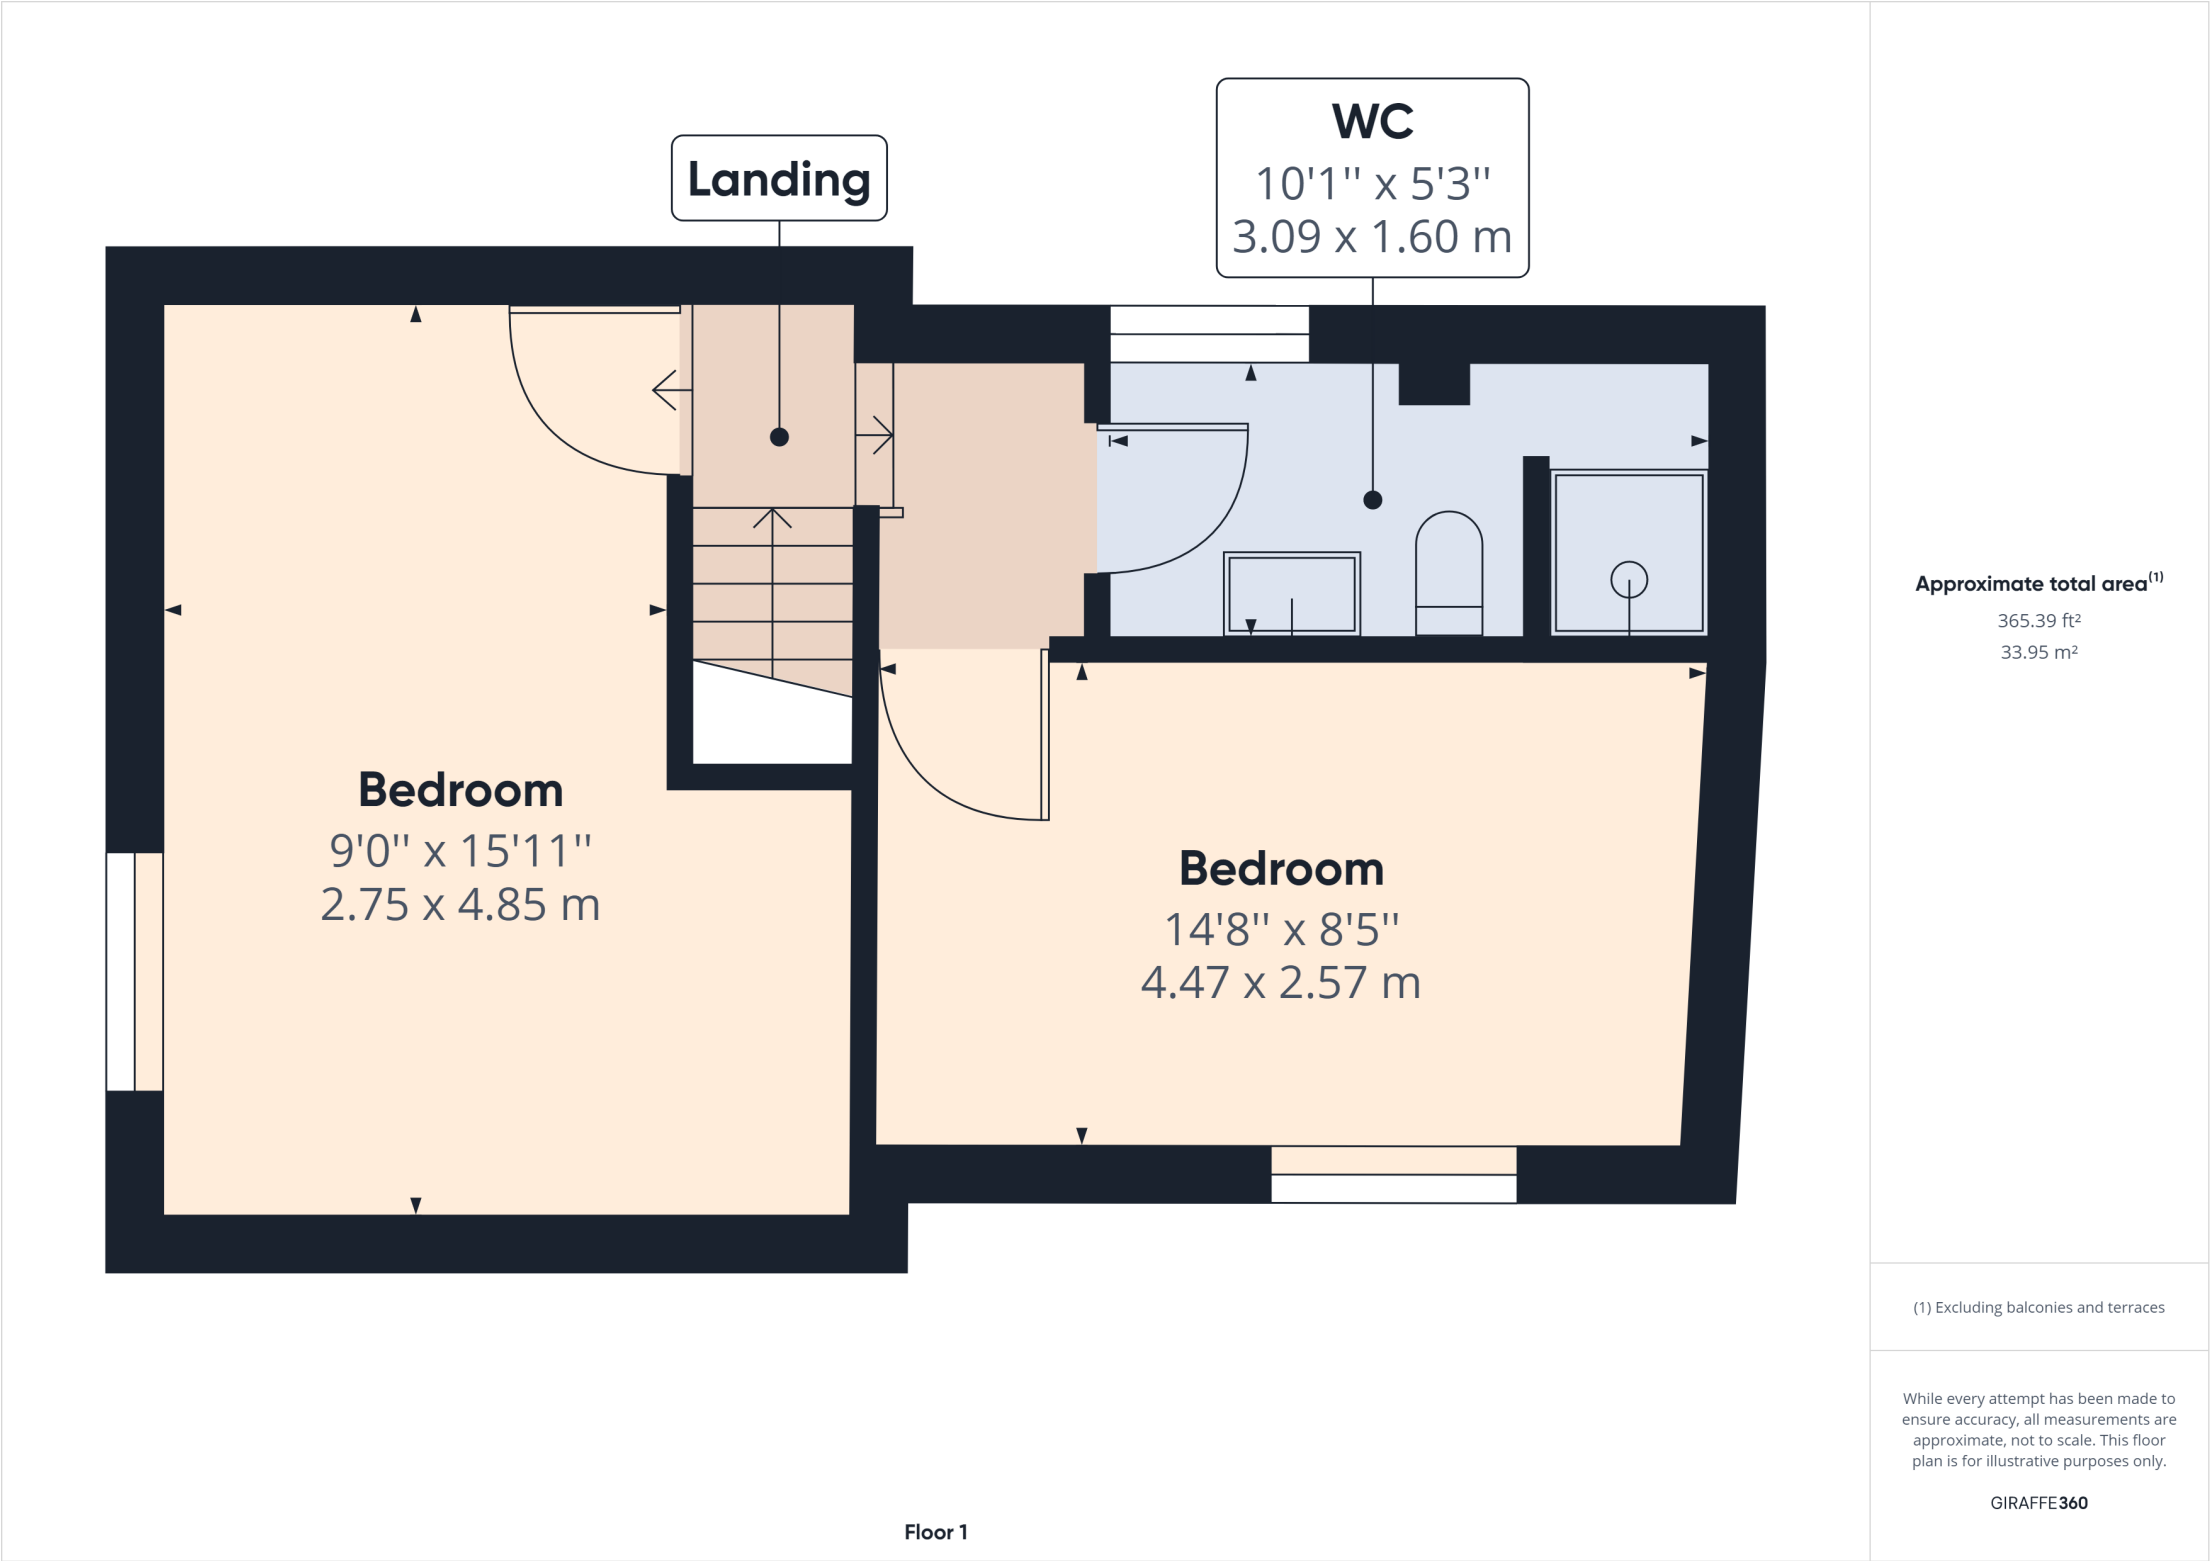 Landing
WC
10'1'' x 5'3''
3.09 x 1.60 m
Bedroom
9'0'' x 15'11''
2.75 x 4.85 m
Bedroom
14'8'' x 8'5''
4.47 x 2.57 m
Floor 1
Approximate total area(1)
365.39 ft²
33.95 m²
(1) Excluding balconies and terraces
While every attempt has been made to
ensure accuracy, all measurements are
approximate, not to scale. This floor
plan is for illustrative purposes only.
GIRAFFE360